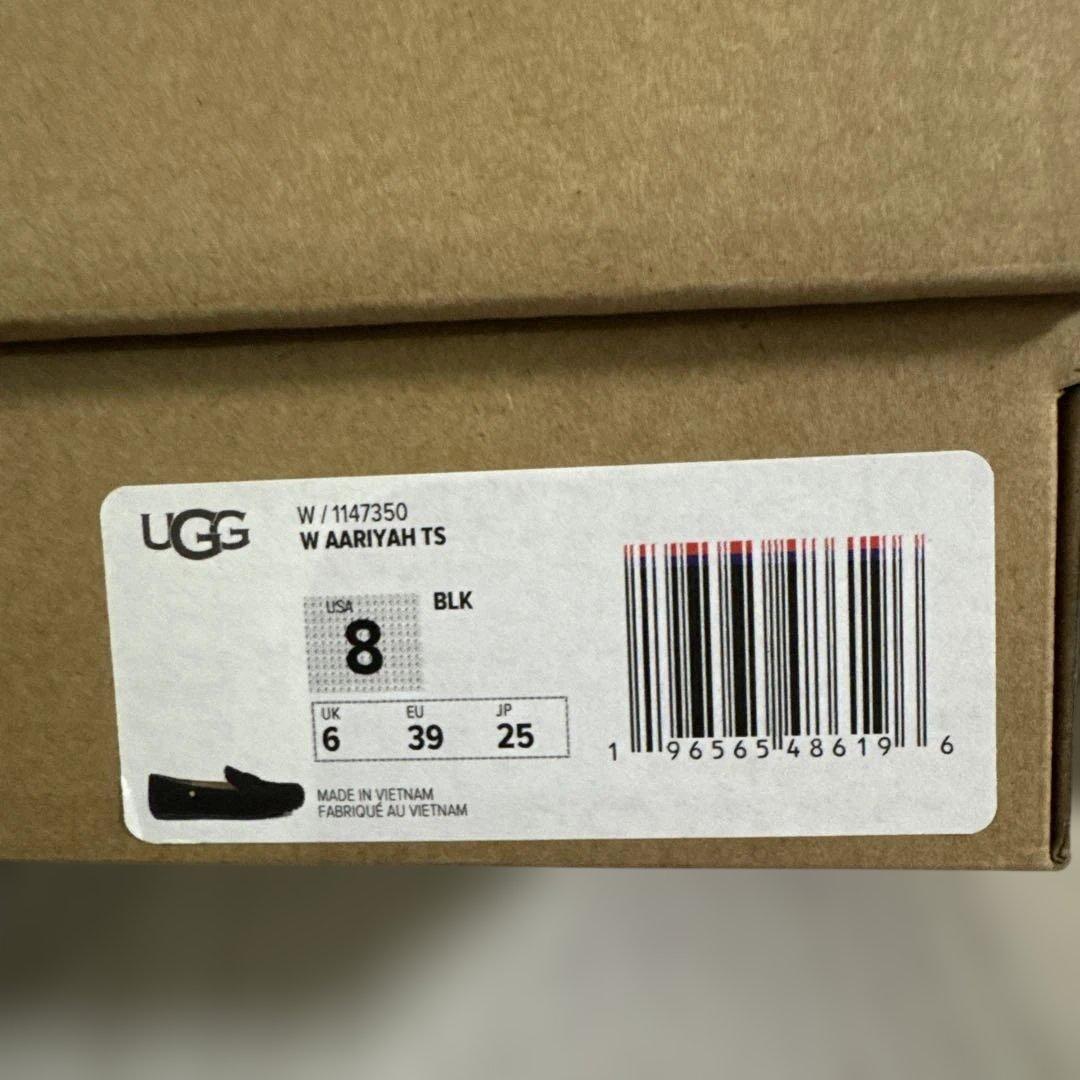 UGG
W / 1147350
W AARIYAH TS
USA
8
BLK
UK EU JP
6 39 25
MADE IN VIETNAM
FABRIQUÉ AU VIETNAM
1 96565 48619 6